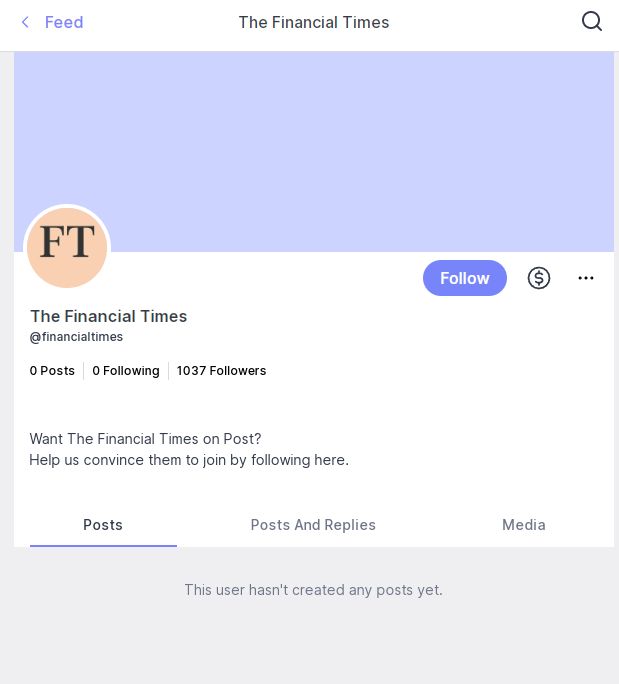 Feed
The Financial Times
FT
Follow
The Financial Times
@financialtimes
0 Posts
0 Following
1037 Followers
Want The Financial Times on Post?
Help us convince them to join by following here.
Posts
Posts And Replies
Media
This user hasn't created any posts yet.